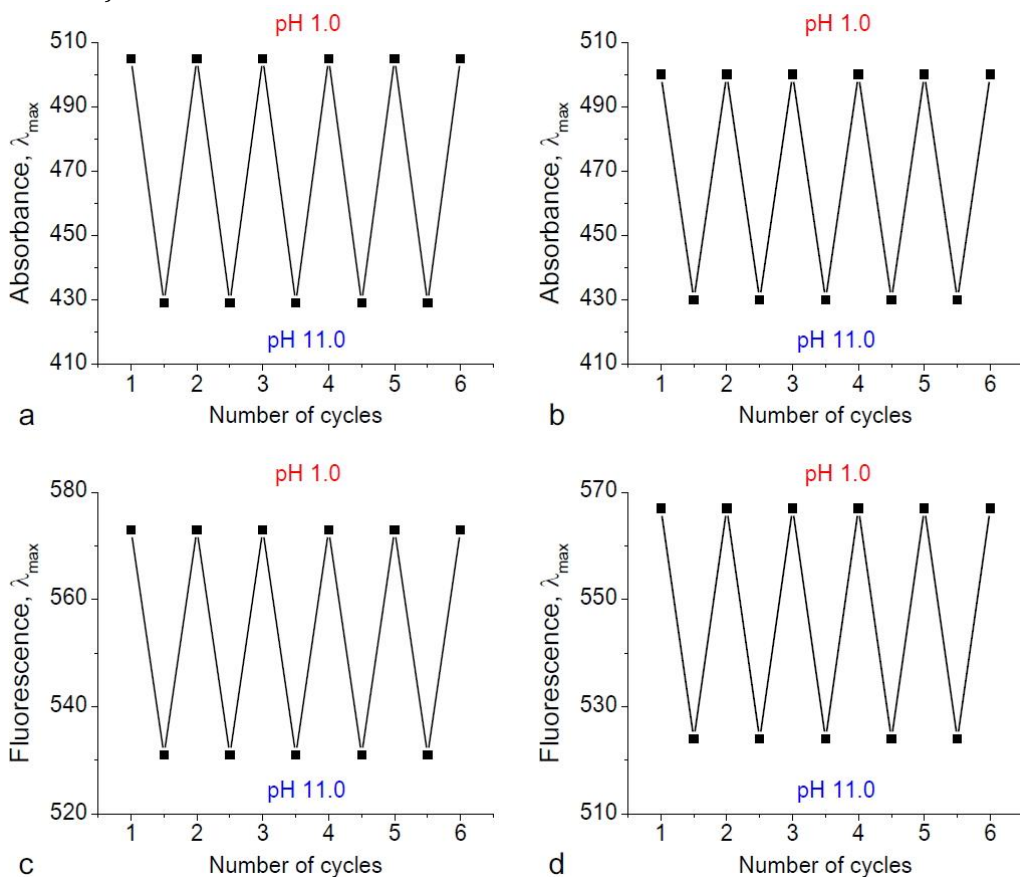 pH 1.0
510
490
470
450
430
410
Absorbance, λmax
pH 11.0
1 2 3 4 5 6
Number of cycles
a
pH 1.0
510
490
470
450
430
410
Absorbance, λmax
pH 11.0
1 2 3 4 5 6
Number of cycles
b
pH 1.0
580
560
540
520
Fluorescence, λmax
pH 11.0
1 2 3 4 5 6
Number of cycles
c
pH 1.0
570
550
530
510
Fluorescence, λmax
pH 11.0
1 2 3 4 5 6
Number of cycles
d